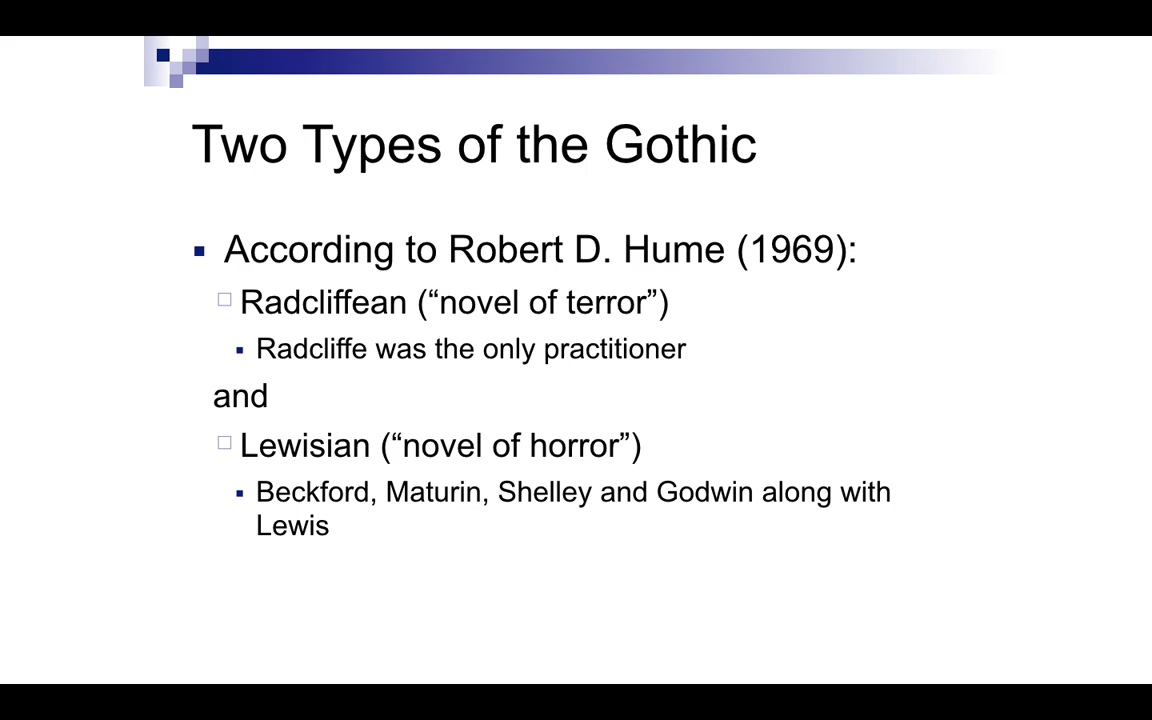 Two Types of the Gothic
According to Robert D. Hume (1969):
Radcliffean (“novel of terror”)
Radcliffe was the only practitioner
and
Lewisian (“novel of horror”)
Beckford, Maturin, Shelley and Godwin along with
Lewis